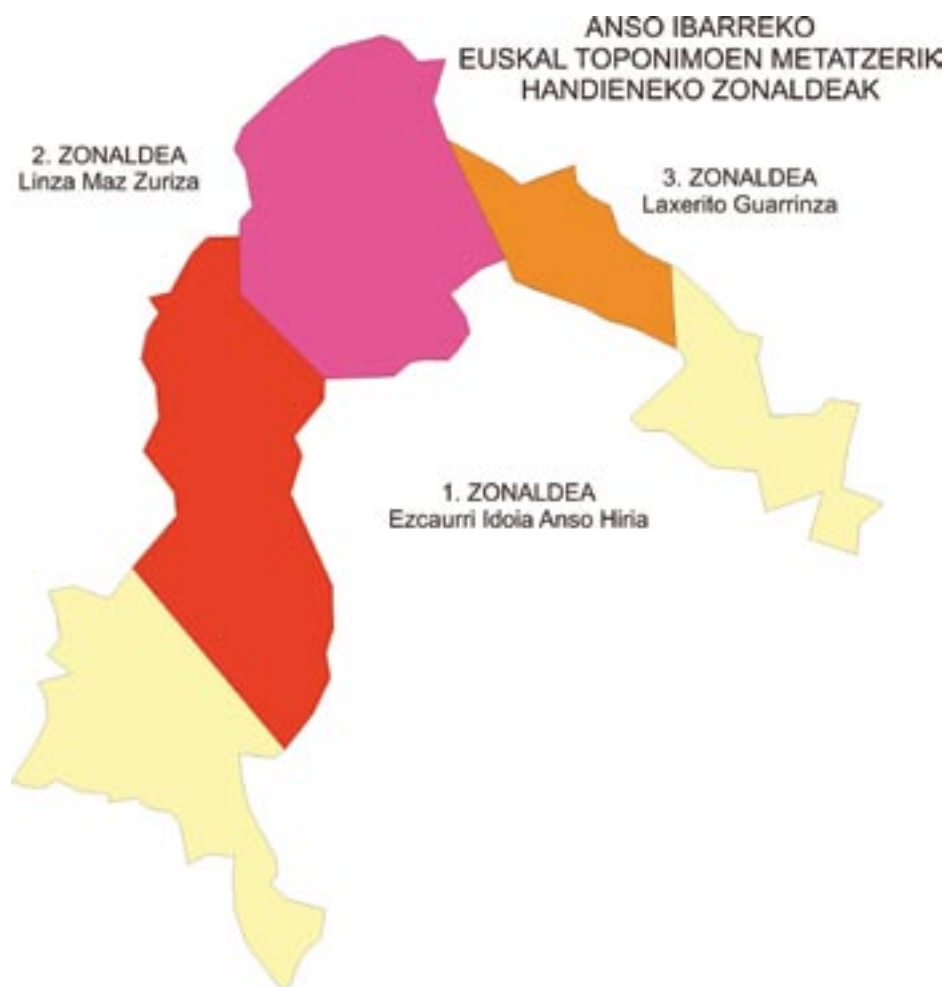 ANSO IBARREKO
EUSKAL TOPONIMOEN METATZERIK
HANDIENEKO ZONALDEAK
2. ZONALDEA
Linza Maz Zuriza
3. ZONALDEA
Laxerito Guarrinza
1. ZONALDEA
Ezcaurri Idoia Anso Hiria